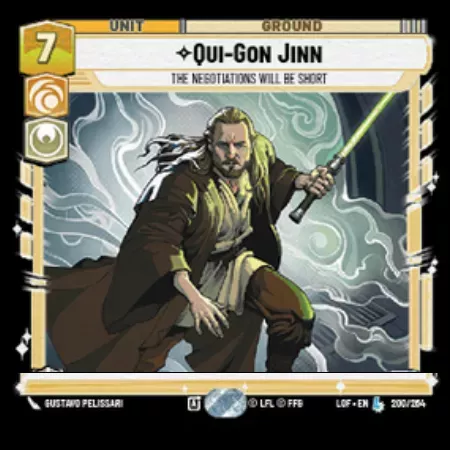 UNIT GROUND
7
QUI-GON JINN
THE NEGOTIATIONS WILL BE SHORT
GUSTAVO PELISSARI A © LFL © FFG LOF • EN 200/264